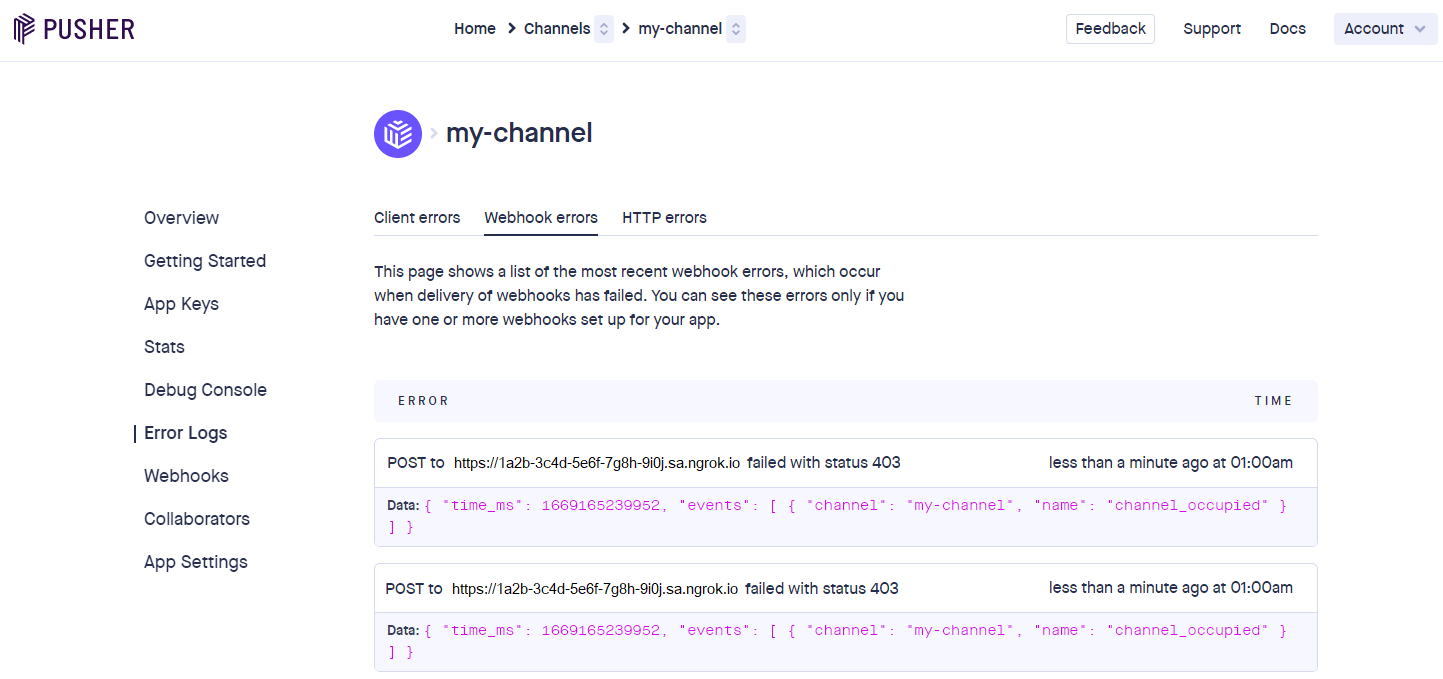 PUSHER
Home > Channels > my-channel
Feedback
Support
Docs
Account
my-channel
Overview
Getting Started
App Keys
Stats
Debug Console
Error Logs
Webhooks
Collaborators
App Settings
Client errors
Webhook errors
HTTP errors
This page shows a list of the most recent webhook errors, which occur
when delivery of webhooks has failed. You can see these errors only if you
have one or more webhooks set up for your app.
ERROR
TIME
POST to https://1a2b-3c4d-5e6f-7g8h-9i0j.sa.ngrok.io failed with status 403
less than a minute ago at 01:00am
Data: { "time_ms": 1669165239952, "events": [ { "channel": "my-channel", "name": "channel_occupied" }
] }
POST to https://1a2b-3c4d-5e6f-7g8h-9i0j.sa.ngrok.io failed with status 403
less than a minute ago at 01:00am
Data: { "time_ms": 1669165239952, "events": [ { "channel": "my-channel", "name": "channel_occupied" }
] }